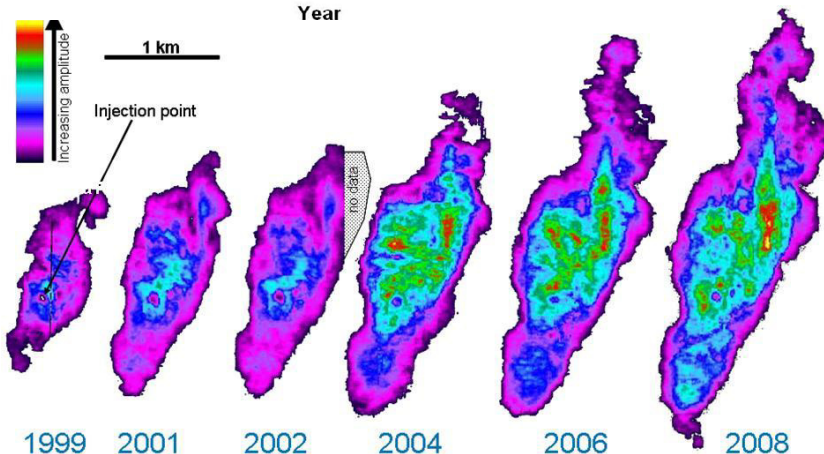 Year
1 km
Increasing amplitude
Injection point
no data
1999
2001
2002
2004
2006
2008